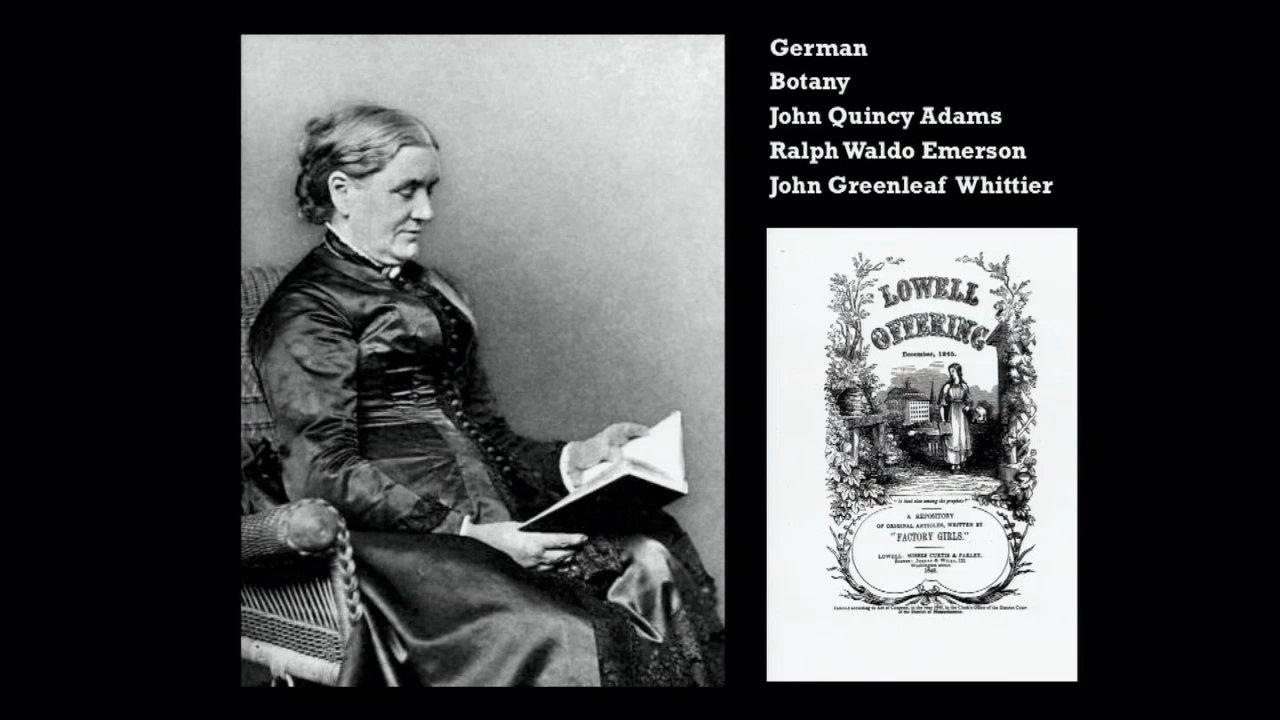 German
Botany
John Quincy Adams
Ralph Waldo Emerson
John Greenleaf Whittier
LOWELL
OFFERING
December, 1845.
A REPOSITORY
OF ORIGINAL ARTICLES, WRITTEN BY
"FACTORY GIRLS."
LOWELL: MISSES CURTIS & FARLEY.
1845.